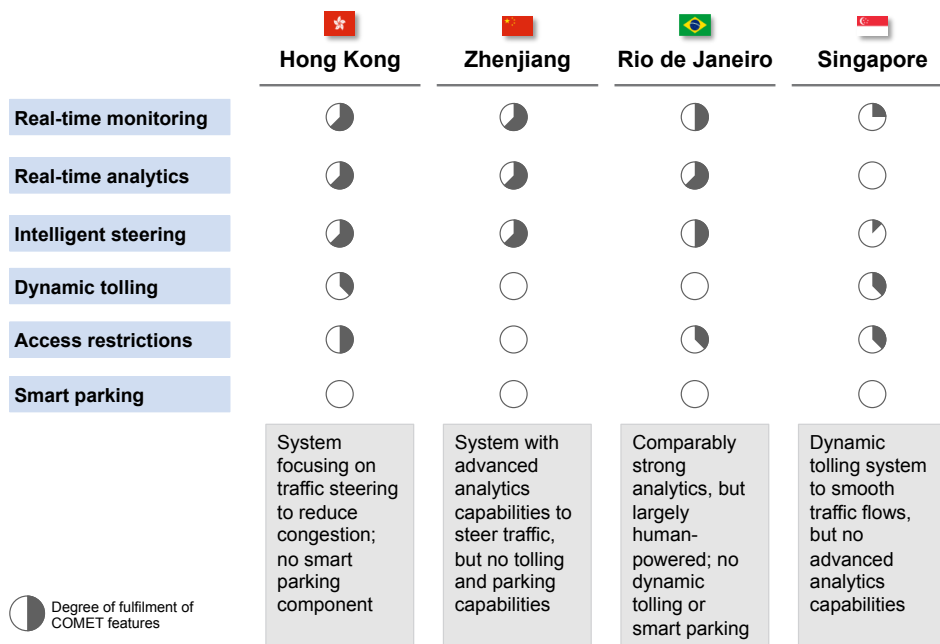 Hong Kong
Zhenjiang
Rio de Janeiro
Singapore
Real-time monitoring
Real-time analytics
Intelligent steering
Dynamic tolling
Access restrictions
Smart parking
System
focusing on
traffic steering
to reduce
congestion;
no smart
parking
component
System with
advanced
analytics
capabilities to
steer traffic,
but no tolling
and parking
capabilities
Comparably
strong
analytics, but
largely
human-
powered; no
dynamic
tolling or
smart parking
Dynamic
tolling system
to smooth
traffic flows,
but no
advanced
analytics
capabilities
Degree of fulfilment of
COMET features